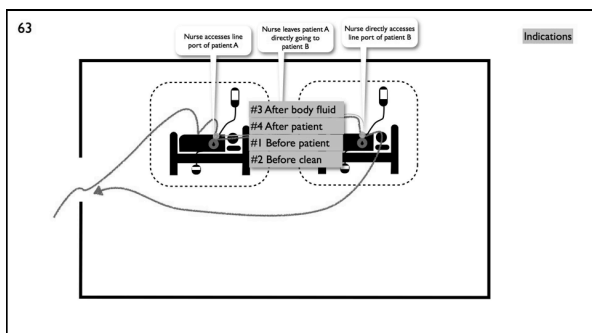 63
Nurse accesses line
port of patient A
Nurse leaves patient A
directly going to
patient B
Nurse directly accesses
line port of patient B
Indications
#3 After body fluid
#4 After patient
#1 Before patient
#2 Before clean